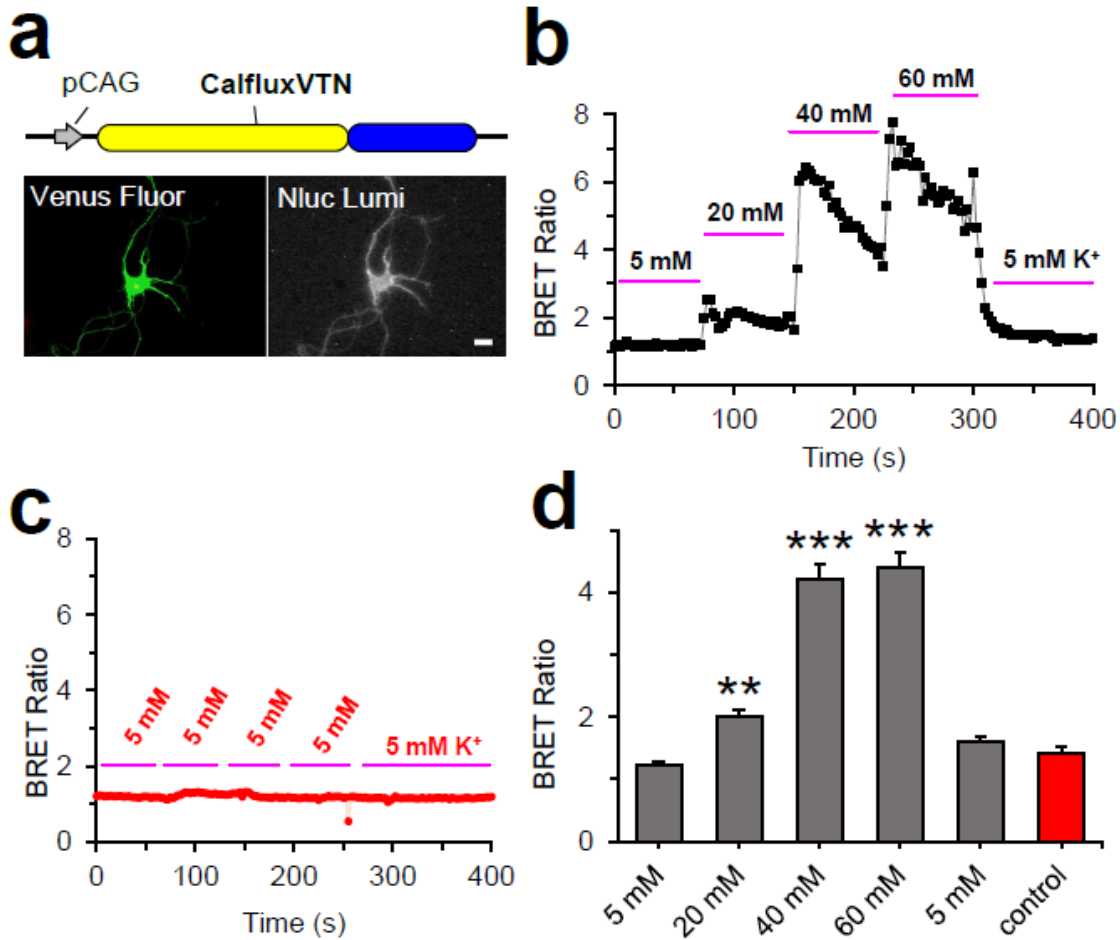 a
pCAG
CalfluxVTN
Venus Fluor
Nluc Lumi
b
BRET Ratio
8
6
4
2
0
5 mM
20 mM
40 mM
60 mM
5 mM K⁺
0
100
200
300
400
Time (s)
c
BRET Ratio
8
6
4
2
0
5 mM
5 mM
5 mM
5 mM
5 mM K⁺
0
100
200
300
400
Time (s)
d
BRET Ratio
4
2
0
**
***
***
5 mM
20 mM
40 mM
60 mM
5 mM
control